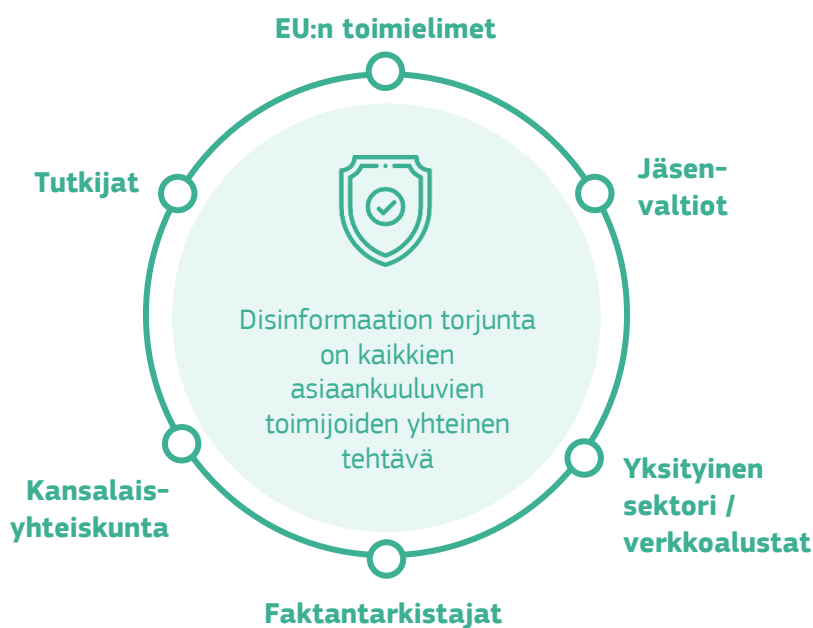 EU:n toimielimet
Jäsen-
valtiot
Tutkijat
Disinformaation torjunta
on kaikkien
asiaankuuluvien
toimijoiden yhteinen
tehtävä
Yksityinen
sektori /
verkkoalustat
Kansalais-
yhteiskunta
Faktantarkistajat